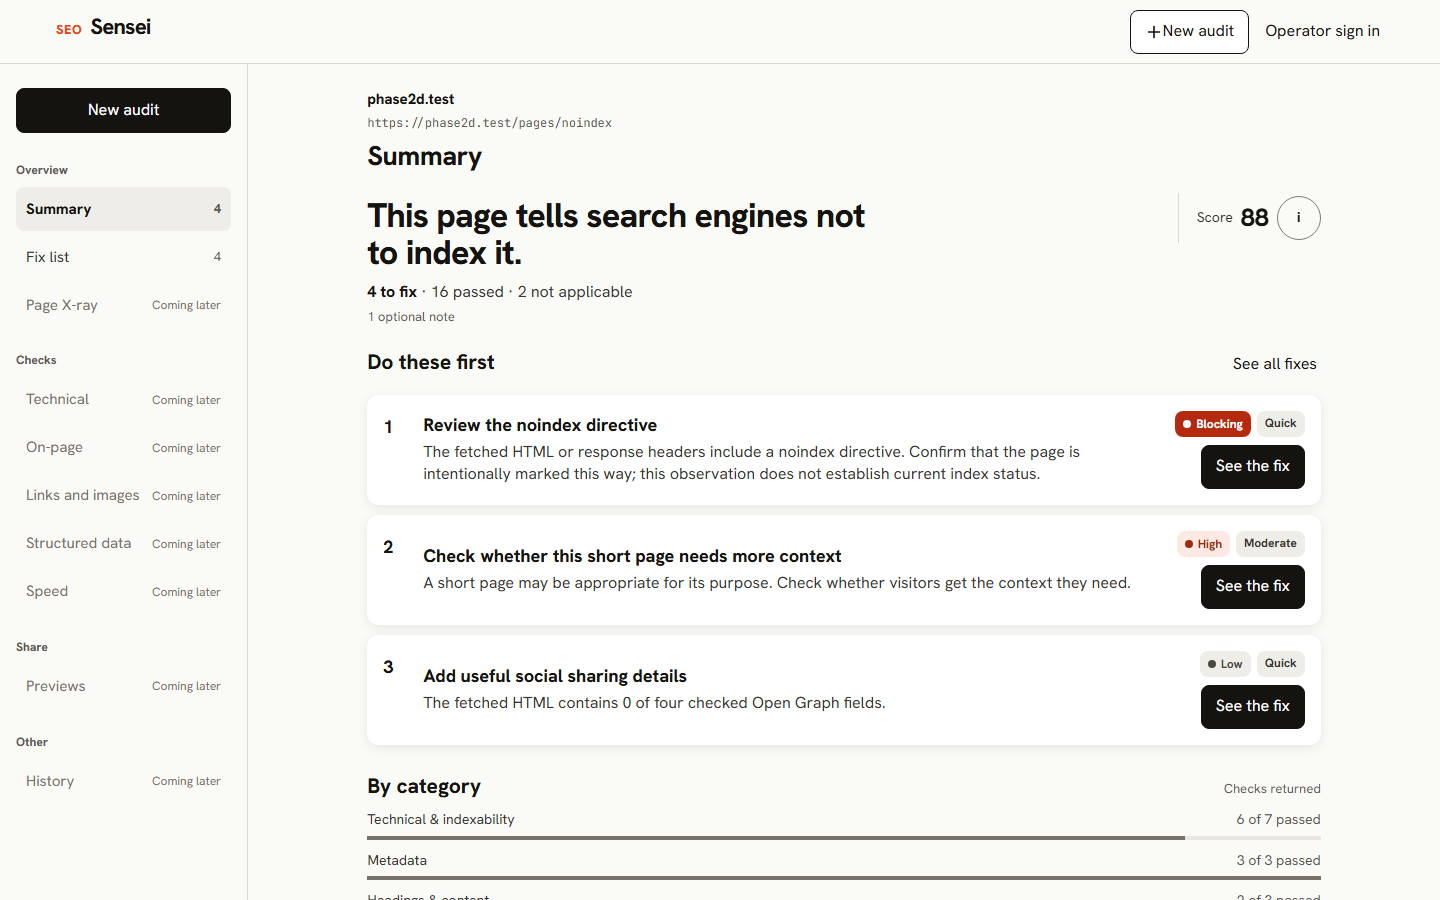 SEO Sensei
+ New audit
Operator sign in
New audit
Overview
Summary 4
Fix list 4
Page X-ray Coming later
Checks
Technical Coming later
On-page Coming later
Links and images Coming later
Structured data Coming later
Speed Coming later
Share
Previews Coming later
Other
History Coming later
phase2d.test
https://phase2d.test/pages/noindex
Summary
This page tells search engines not
to index it.
Score 88 i
4 to fix · 16 passed · 2 not applicable
1 optional note
Do these first
See all fixes
1
Review the noindex directive
The fetched HTML or response headers include a noindex directive. Confirm that the page is
intentionally marked this way; this observation does not establish current index status.
Blocking Quick
See the fix
2
Check whether this short page needs more context
A short page may be appropriate for its purpose. Check whether visitors get the context they need.
High Moderate
See the fix
3
Add useful social sharing details
The fetched HTML contains 0 of four checked Open Graph fields.
Low Quick
See the fix
By category
Checks returned
Technical & indexability 6 of 7 passed
Metadata 3 of 3 passed
Headings & content 2 of 3 passed